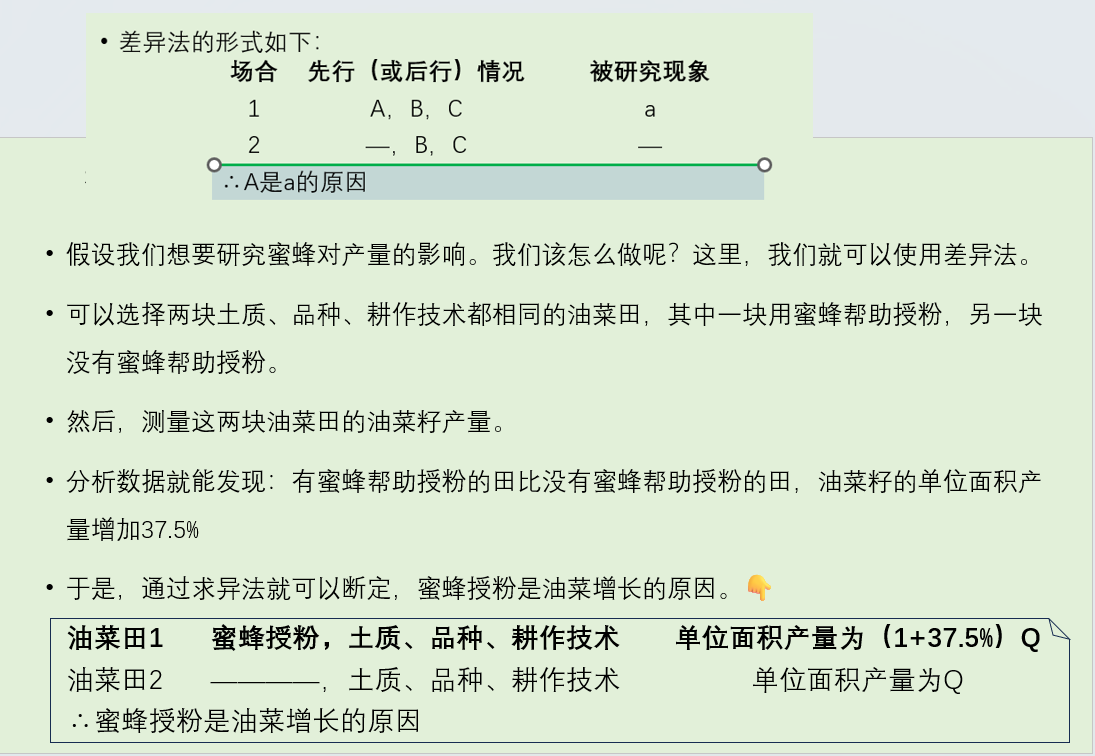 • 差异法的形式如下：
场合 先行（或后行）情况 被研究现象
1 A，B，C a
2 —，B，C —
∴A是a的原因
• 假设我们想要研究蜜蜂对产量的影响。我们该怎么做呢？这里，我们就可以使用差异法。
• 可以选择两块土质、品种、耕作技术都相同的油菜田，其中一块用蜜蜂帮助授粉，另一块
没有蜜蜂帮助授粉。
• 然后，测量这两块油菜田的油菜籽产量。
• 分析数据就能发现：有蜜蜂帮助授粉的田比没有蜜蜂帮助授粉的田，油菜籽的单位面积产
量增加37.5%
• 于是，通过求异法就可以断定，蜜蜂授粉是油菜增长的原因。👇
油菜田1 蜜蜂授粉，土质、品种、耕作技术 单位面积产量为（1+37.5%）Q
油菜田2 ————，土质、品种、耕作技术 单位面积产量为Q
∴蜜蜂授粉是油菜增长的原因